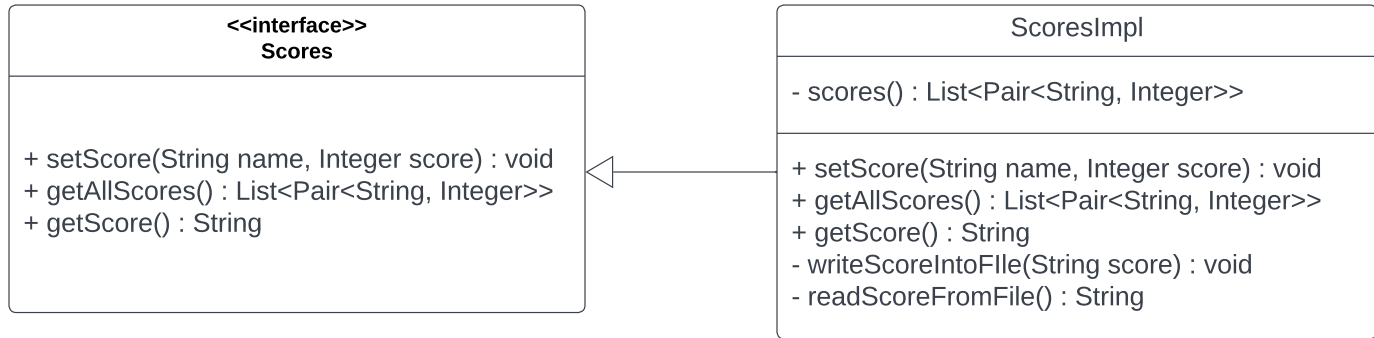 <<interface>>
Scores
+ setScore(String name, Integer score) : void
+ getAllScores() : List<Pair<String, Integer>>
+ getScore() : String
ScoresImpl
- scores() : List<Pair<String, Integer>>
+ setScore(String name, Integer score) : void
+ getAllScores() : List<Pair<String, Integer>>
+ getScore() : String
- writeScoreIntoFIle(String score) : void
- readScoreFromFile() : String